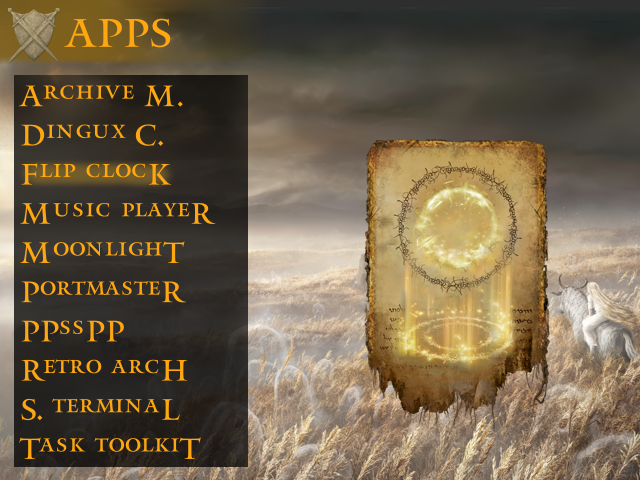 APPS
Archive M.
Dingux C.
Flip clocK
Music playeR
MoonlighT
PortmasteR
PPssPP
Retro arcH
S. terminaL
Task toolkiT